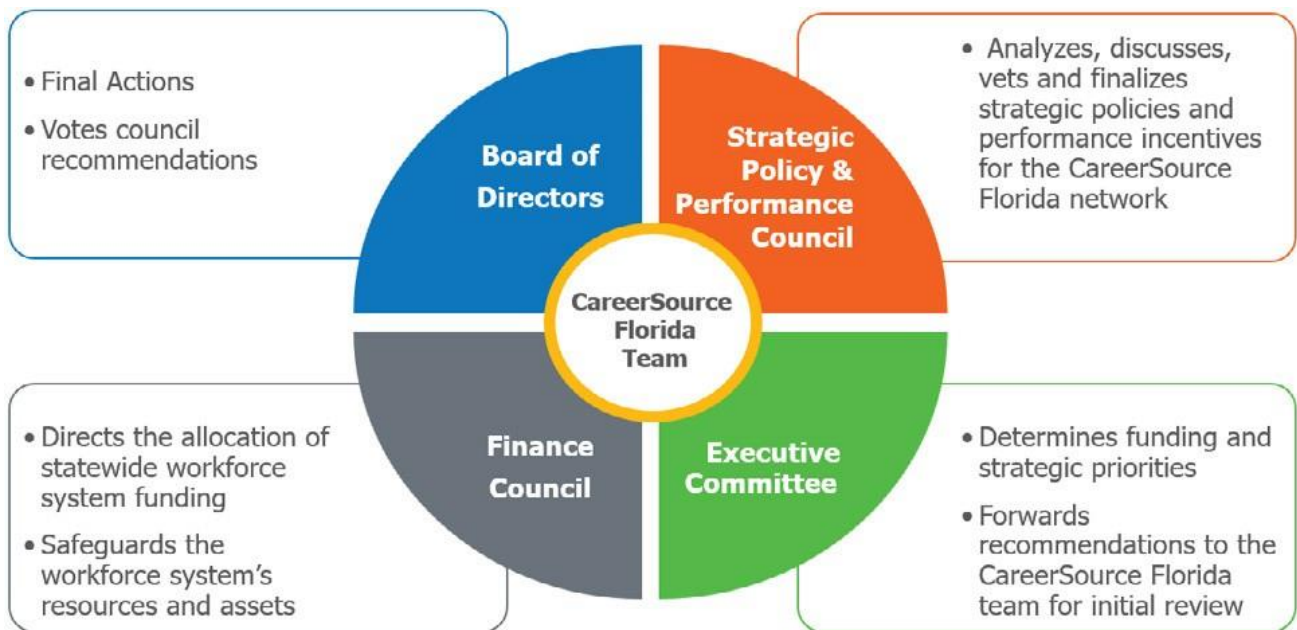 • Final Actions
• Votes council
recommendations
Board of
Directors
Strategic
Policy &
Performance
Council
• Analyzes, discusses,
vets and finalizes
strategic policies and
performance incentives
for the CareerSource
Florida network
CareerSource
Florida
Team
• Directs the allocation of
statewide workforce
system funding
• Safeguards the
workforce system’s
resources and assets
Finance
Council
Executive
Committee
• Determines funding and
strategic priorities
• Forwards
recommendations to the
CareerSource Florida
team for initial review